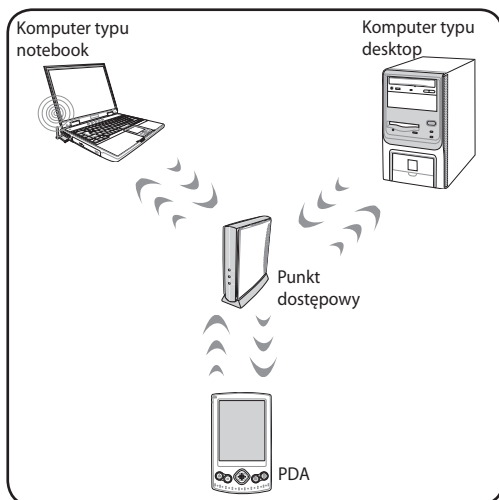 Komputer typu
notebook
Komputer typu
desktop
Punkt
dostępowy
PDA